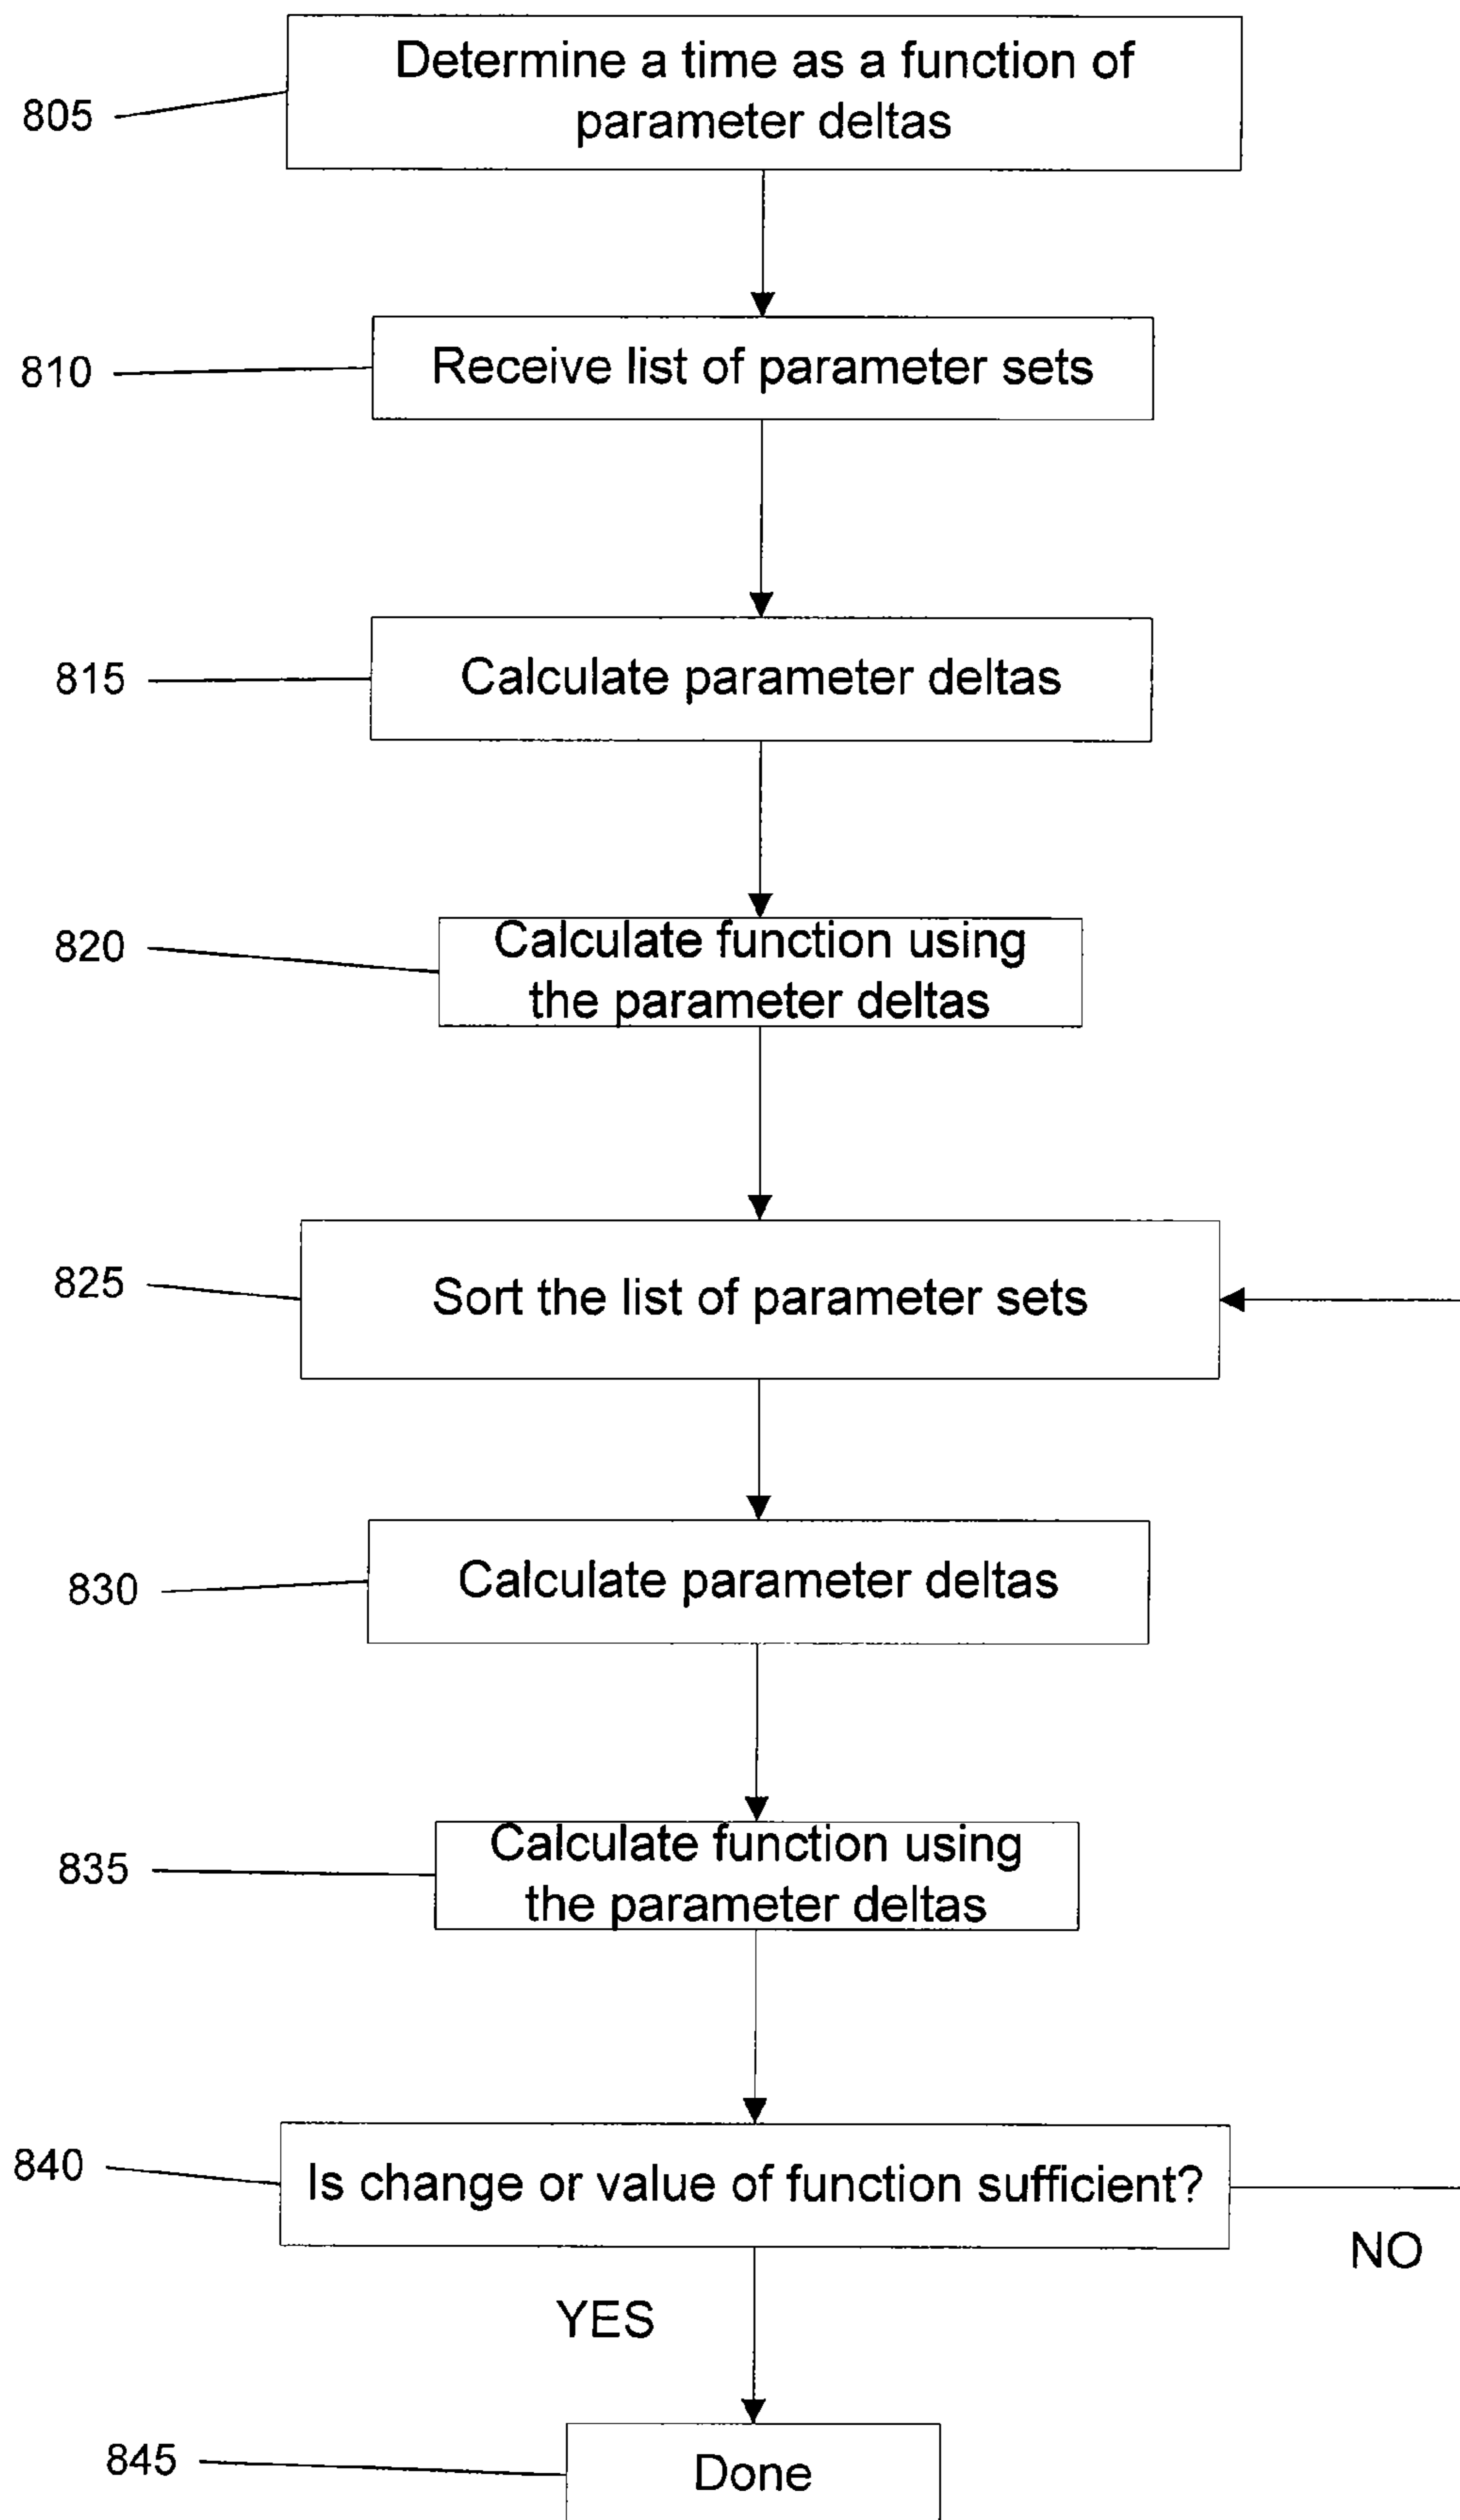 Determine a time as a function of
parameter deltas
805
Receive list of parameter sets
810
Calculate parameter deltas
815
Calculate function using
the parameter deltas
820
Sort the list of parameter sets
825
Calculate parameter deltas
830
Calculate function using
the parameter deltas
835
Is change or value of function sufficient?
840
NO
YES
Done
845